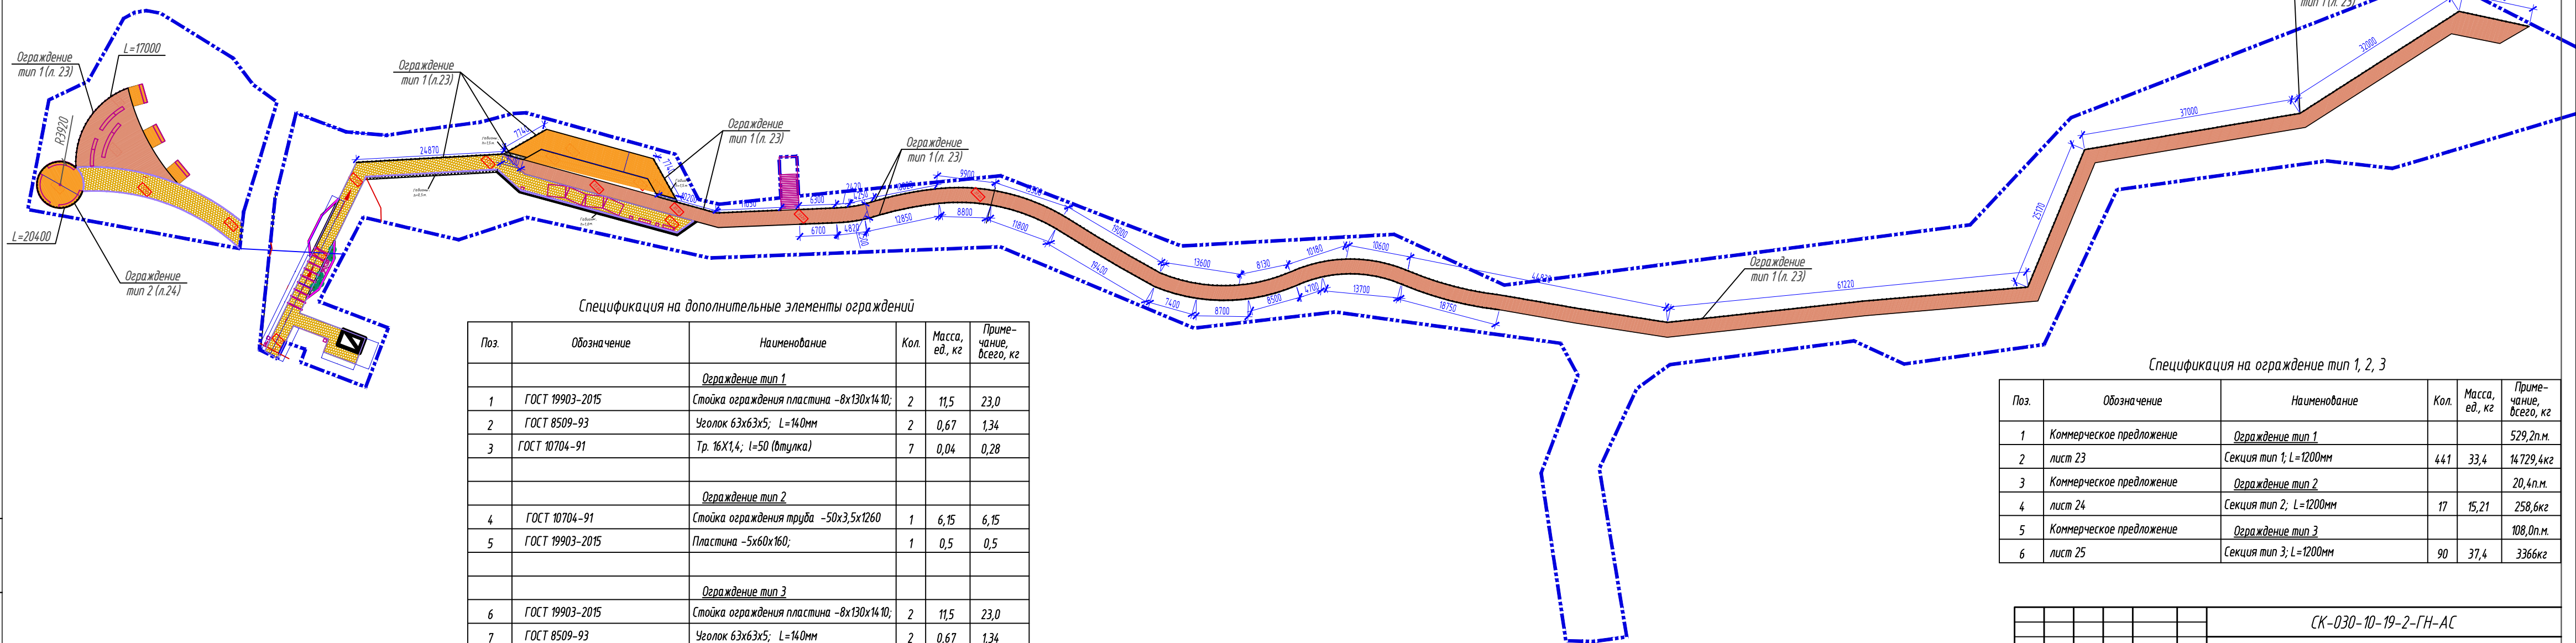 тип 1 (л. 23)
Ограждение
тип 1 (л. 23)
L=17000
R3920
L=20400
Ограждение
тип 2 (л.24)
Ограждение
тип 1 (л.23)
24870
7740
Ограждение
тип 1 (л. 23)
Ограждение
тип 1 (л. 23)
6300
2420
4250
9900
6700
4820
12850
8800
11800
19000
19400
13600
8130
10180
10600
7400
8700
8500
4700
13700
18750
Ограждение
тип 1 (л. 23)
61220
25170
37000
32000
Спецификация на дополнительные элементы ограждений
Поз. Обозначение Наименование Кол. Масса, ед., кг Приме-чание, всего, кг
Ограждение тип 1
1 ГОСТ 19903-2015 Стойка ограждения пластина -8х130х1410; 2 11,5 23,0
2 ГОСТ 8509-93 Уголок 63х63х5; L=140мм 2 0,67 1,34
3 ГОСТ 10704-91 Тр. 16Х1,4; l=50 (втулка) 7 0,04 0,28
Ограждение тип 2
4 ГОСТ 10704-91 Стойка ограждения труба -50х3,5х1260 1 6,15 6,15
5 ГОСТ 19903-2015 Пластина -5х60х160; 1 0,5 0,5
Ограждение тип 3
6 ГОСТ 19903-2015 Стойка ограждения пластина -8х130х1410; 2 11,5 23,0
7 ГОСТ 8509-93 Уголок 63х63х5; L=140мм 2 0,67 1,34
Спецификация на ограждение тип 1, 2, 3
Поз. Обозначение Наименование Кол. Масса, ед., кг Приме-чание, всего, кг
1 Коммерческое предложение Ограждение тип 1 529,2п.м.
2 лист 23 Секция тип 1; L=1200мм 441 33,4 14729,4кг
3 Коммерческое предложение Ограждение тип 2 20,4п.м.
4 лист 24 Секция тип 2; L=1200мм 17 15,21 258,6кг
5 Коммерческое предложение Ограждение тип 3 108,0п.м.
6 лист 25 Секция тип 3; L=1200мм 90 37,4 3366кг
СК-030-10-19-2-ГН-АС